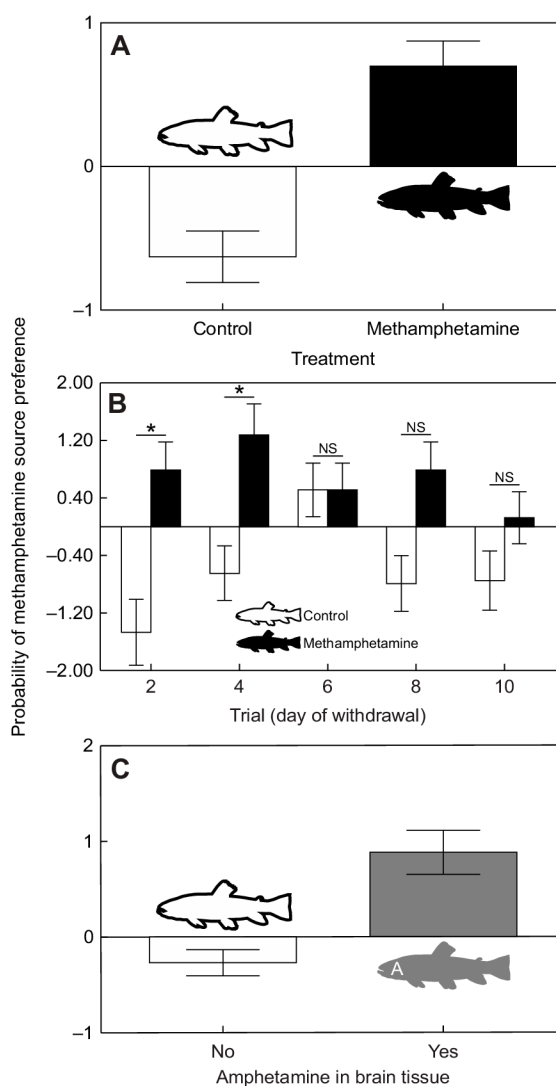 Probability of methamphetamine source preference
A
1
0
–1
Control Methamphetamine
Treatment
B
2.00
1.20
0.40
–0.40
–1.20
–2.00
*
*
NS
NS
NS
Control
Methamphetamine
2 4 6 8 10
Trial (day of withdrawal)
C
2
1
0
–1
A
No Yes
Amphetamine in brain tissue